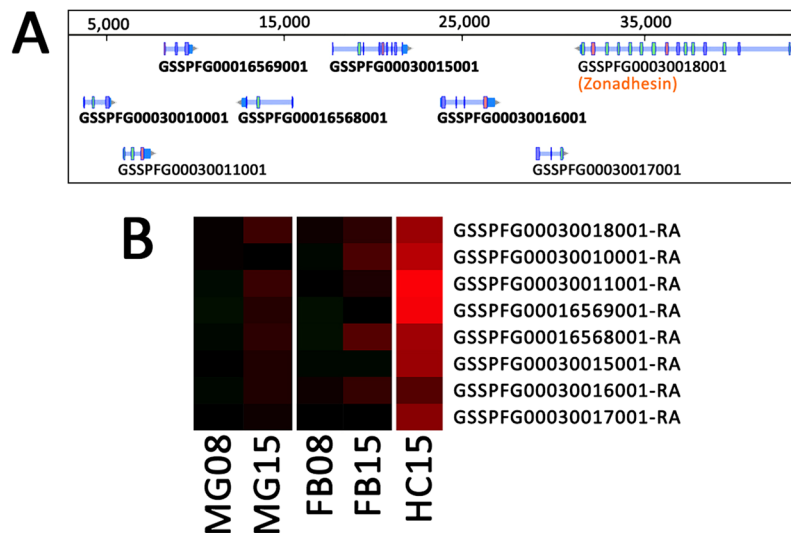 A
5,000 15,000 25,000 35,000
GSSPFG00016569001 GSSPFG00030015001 GSSPFG00030018001
(Zonadhesin)
GSSPFG00030010001 GSSPFG00016568001 GSSPFG00030016001
GSSPFG00030011001 GSSPFG00030017001
B
GSSPFG00030018001-RA
GSSPFG00030010001-RA
GSSPFG00030011001-RA
GSSPFG00016569001-RA
GSSPFG00016568001-RA
GSSPFG00030015001-RA
GSSPFG00030016001-RA
GSSPFG00030017001-RA
MG08 MG15 FB08 FB15 HC15